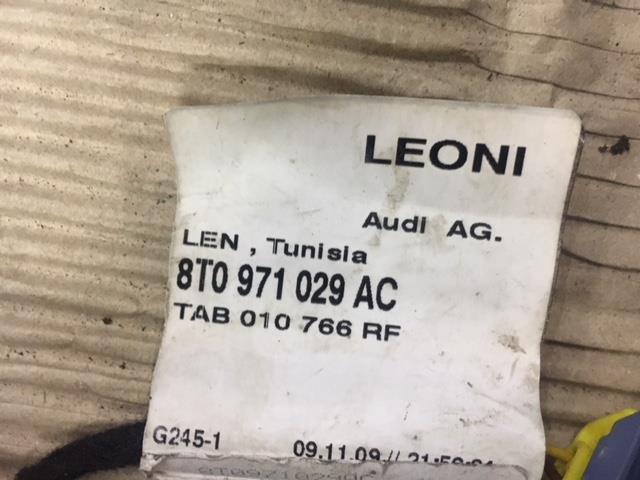 LEONI
Audi AG.
LEN , Tunisia
8T0 971 029 AC
TAB 010 766 RF
G245-1 09.11.09 //